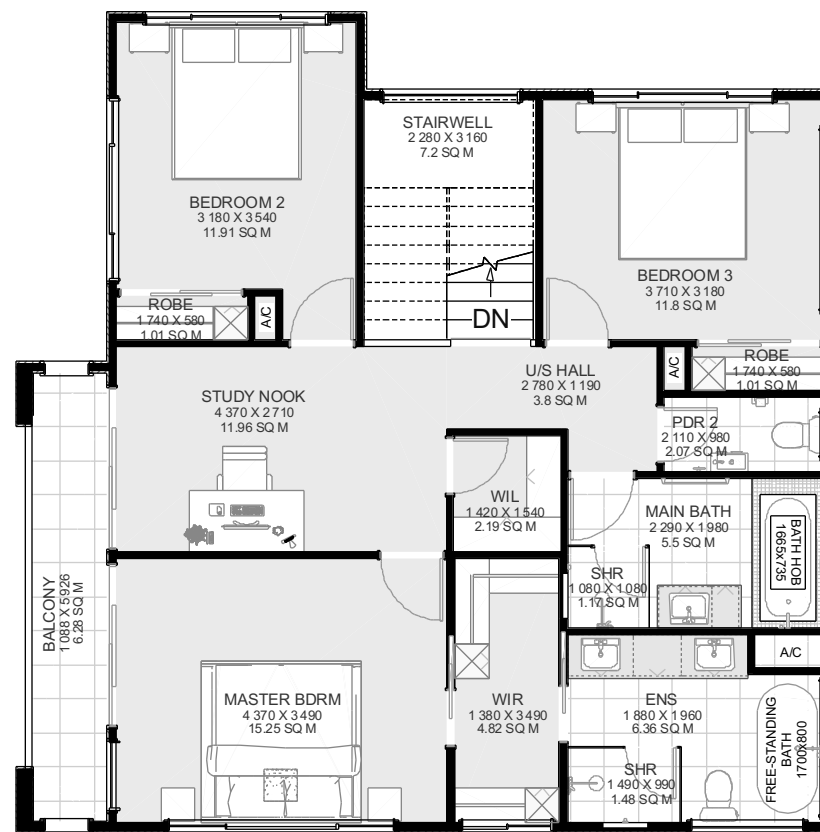 BEDROOM 2
3 180 X 3 540
11.91 SQ M
STAIRWELL
2 280 X 3 160
7.2 SQ M
BEDROOM 3
3 710 X 3 180
11.8 SQ M
ROBE
1 740 X 580
1.01 SQ M
A/C
DN
A/C
ROBE
1 740 X 580
1.01 SQ M
STUDY NOOK
4 370 X 2 710
11.96 SQ M
U/S HALL
2 780 X 1 190
3.8 SQ M
PDR 2
2 110 X 980
2.07 SQ M
WIL
1 420 X 1 540
2.19 SQ M
MAIN BATH
2 290 X 1 980
5.5 SQ M
BATH HOB
1665x735
SHR
1 080 X 1 080
1.17 SQ M
BALCONY
1 088 X 5 926
6.28 SQ M
MASTER BDRM
4 370 X 3 490
15.25 SQ M
WIR
1 380 X 3 490
4.82 SQ M
ENS
1 880 X 1 960
6.36 SQ M
A/C
SHR
1 490 X 990
1.48 SQ M
FREE-STANDING
BATH
1700x800